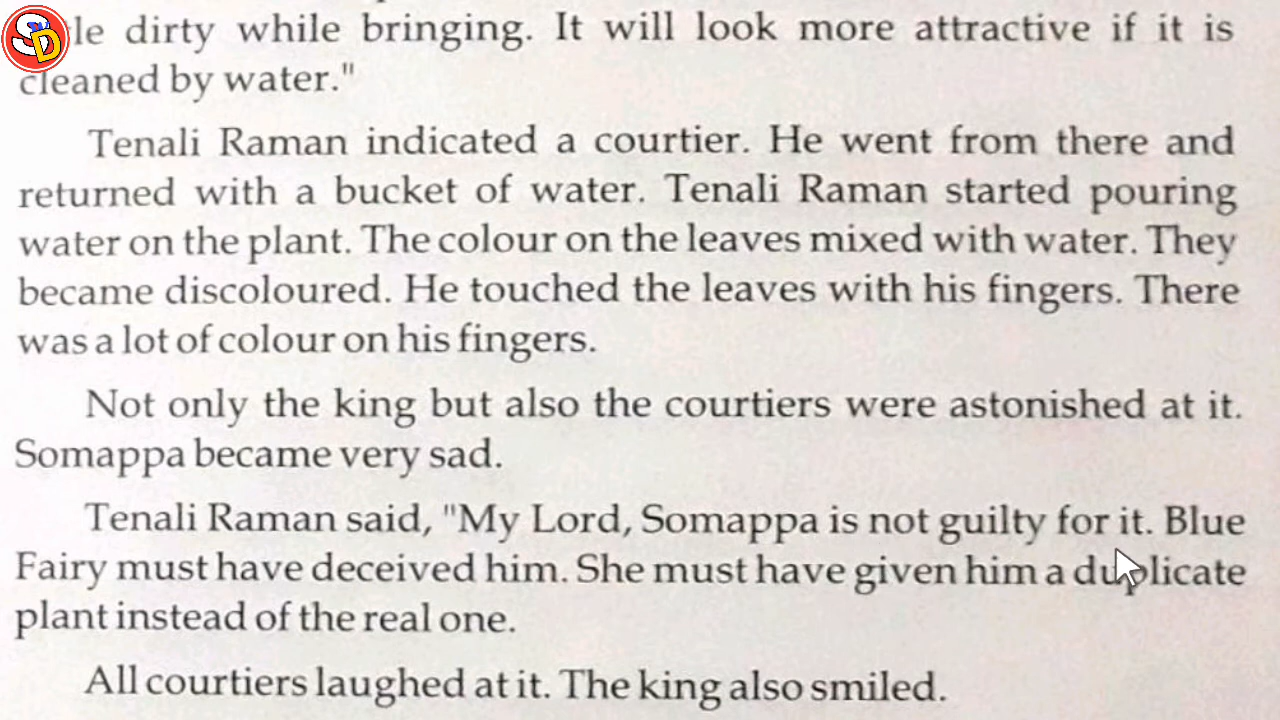 SD
le dirty while bringing. It will look more attractive if it is
cleaned by water."
Tenali Raman indicated a courtier. He went from there and
returned with a bucket of water. Tenali Raman started pouring
water on the plant. The colour on the leaves mixed with water. They
became discoloured. He touched the leaves with his fingers. There
was a lot of colour on his fingers.
Not only the king but also the courtiers were astonished at it.
Somappa became very sad.
Tenali Raman said, "My Lord, Somappa is not guilty for it. Blue
Fairy must have deceived him. She must have given him a duplicate
plant instead of the real one.
All courtiers laughed at it. The king also smiled.